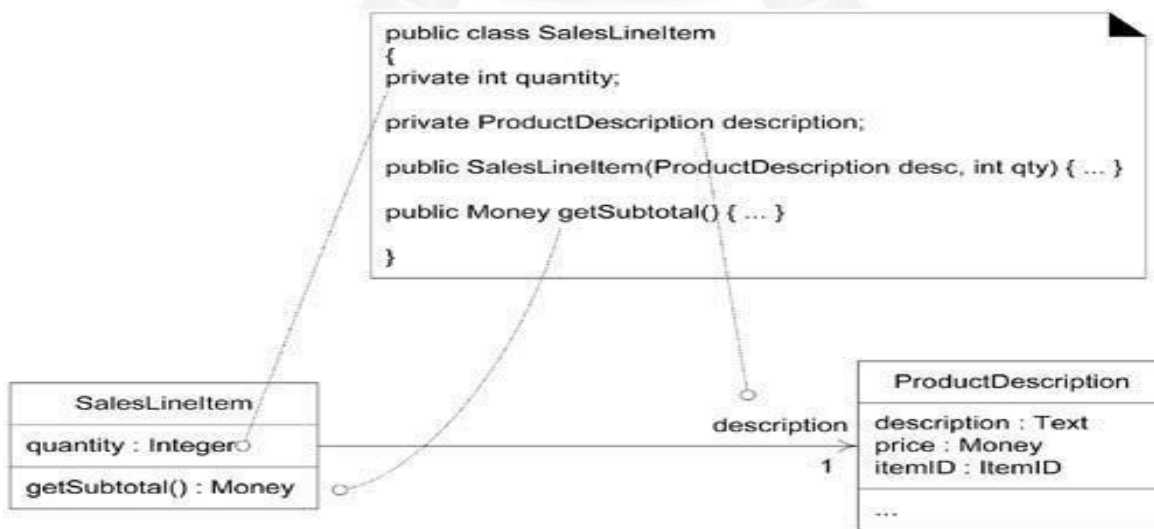 public class SalesLineItem
{
private int quantity;
private ProductDescription description;
public SalesLineItem(ProductDescription desc, int qty) { ... }
public Money getSubtotal() { ... }
}
SalesLineItem
quantity : Integer
getSubtotal() : Money
description
1
ProductDescription
description : Text
price : Money
itemID : ItemID
...